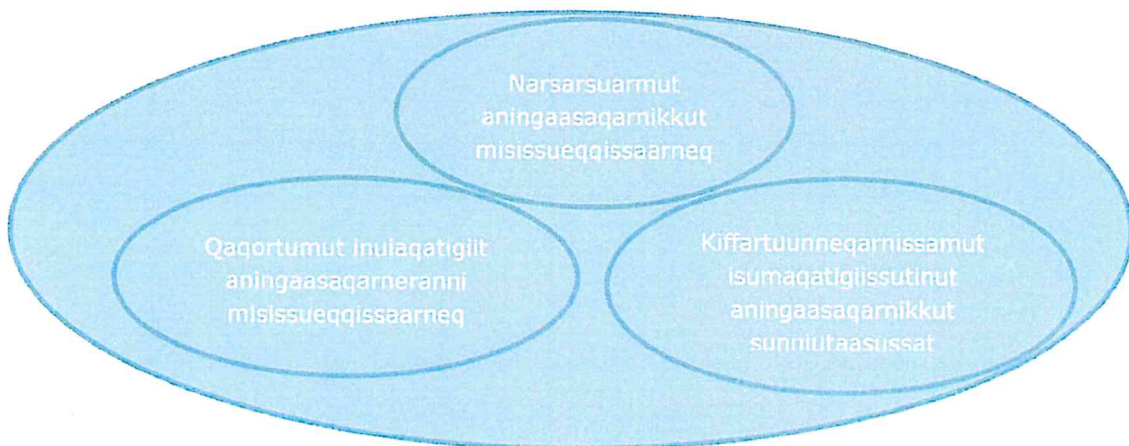 Narsarsuarmut
aningaasaqarnikkut
misissueqqissaarneq
Qaqortumut inuiaqatigiit
aningaasaqarneranni
misissueqqissaarneq
Kiffartuunneqarnissamut
isumaqatigiissutinut
aningaasaqarnikkut
sunniutaasussat